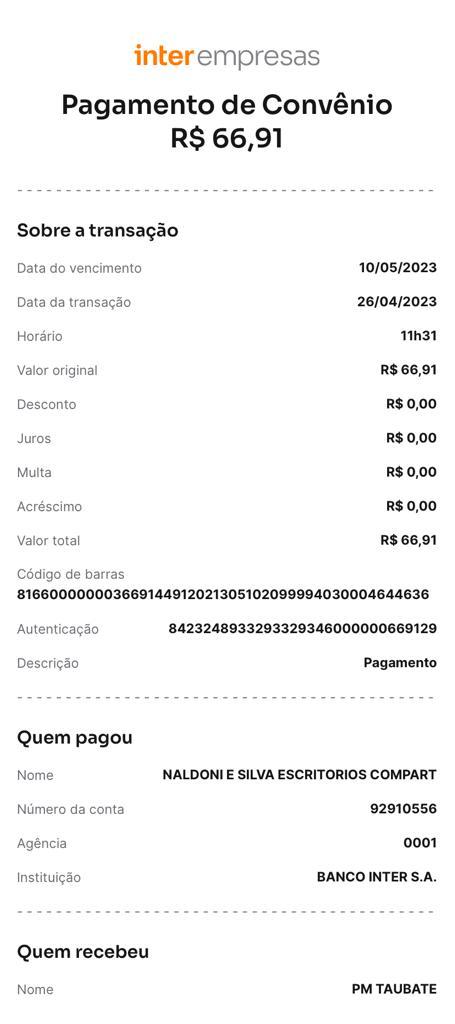 inter empresas
Pagamento de Convênio
R$ 66,91
Sobre a transação
Data do vencimento 10/05/2023
Data da transação 26/04/2023
Horário 11h31
Valor original R$ 66,91
Desconto R$ 0,00
Juros R$ 0,00
Multa R$ 0,00
Acréscimo R$ 0,00
Valor total R$ 66,91
Código de barras
816600000003669144912021305102099994030004644636
Autenticação 84232489332933293460000000669129
Descrição Pagamento
Quem pagou
Nome NALDONI E SILVA ESCRITORIOS COMPART
Número da conta 92910556
Agência 0001
Instituição BANCO INTER S.A.
Quem recebeu
Nome PM TAUBATE